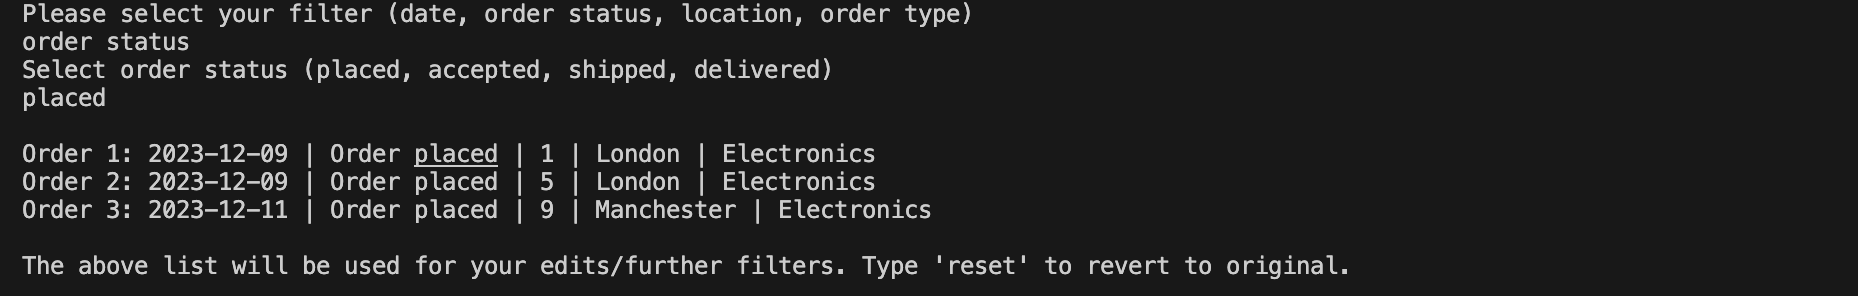 Please select your filter (date, order status, location, order type)
order status
Select order status (placed, accepted, shipped, delivered)
placed
Order 1: 2023-12-09 | Order placed | 1 | London | Electronics
Order 2: 2023-12-09 | Order placed | 5 | London | Electronics
Order 3: 2023-12-11 | Order placed | 9 | Manchester | Electronics
The above list will be used for your edits/further filters. Type 'reset' to revert to original.